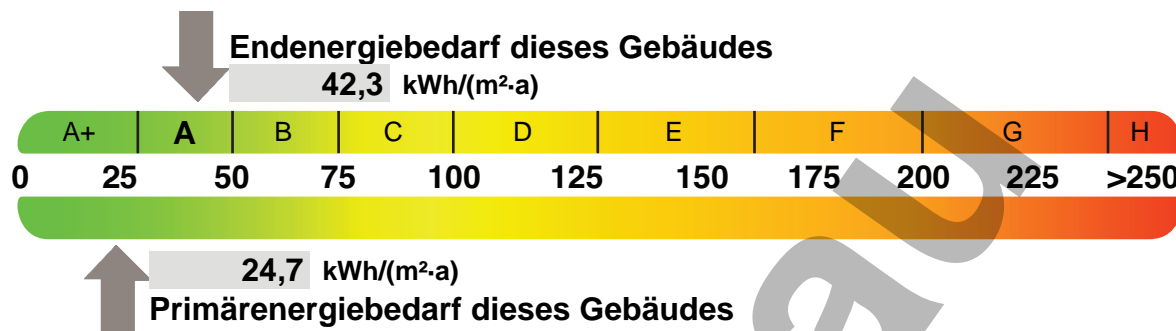 Endenergiebedarf dieses Gebäudes
42,3 kWh/(m²·a)
A+ A B C D E F G H
0 25 50 75 100 125 150 175 200 225 >250
24,7 kWh/(m²·a)
Primärenergiebedarf dieses Gebäudes
au